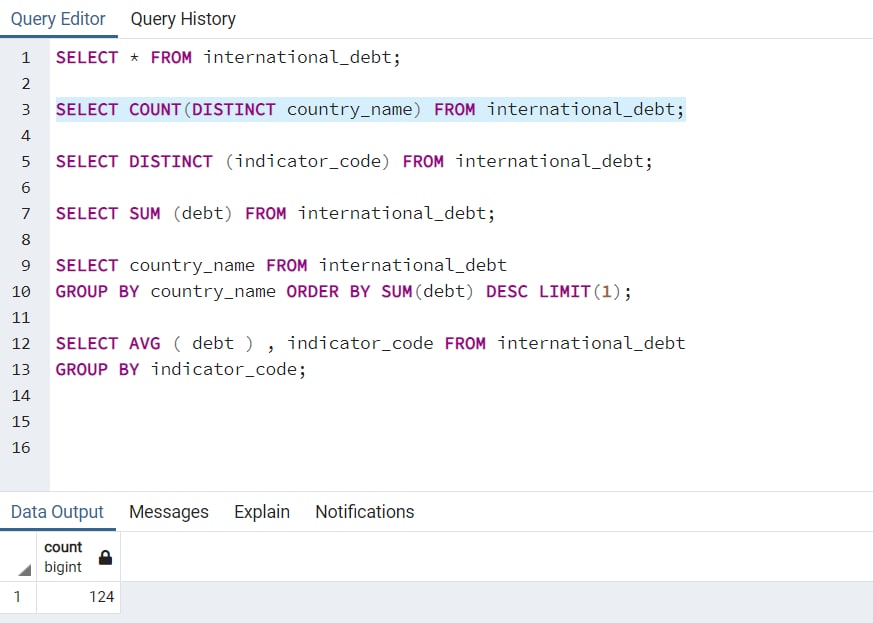 Query Editor Query History
1 SELECT * FROM international_debt;
2
3 SELECT COUNT(DISTINCT country_name) FROM international_debt;
4
5 SELECT DISTINCT (indicator_code) FROM international_debt;
6
7 SELECT SUM (debt) FROM international_debt;
8
9 SELECT country_name FROM international_debt
10 GROUP BY country_name ORDER BY SUM(debt) DESC LIMIT(1);
11
12 SELECT AVG ( debt ) , indicator_code FROM international_debt
13 GROUP BY indicator_code;
14
15
16
Data Output Messages Explain Notifications
count
bigint
1 124